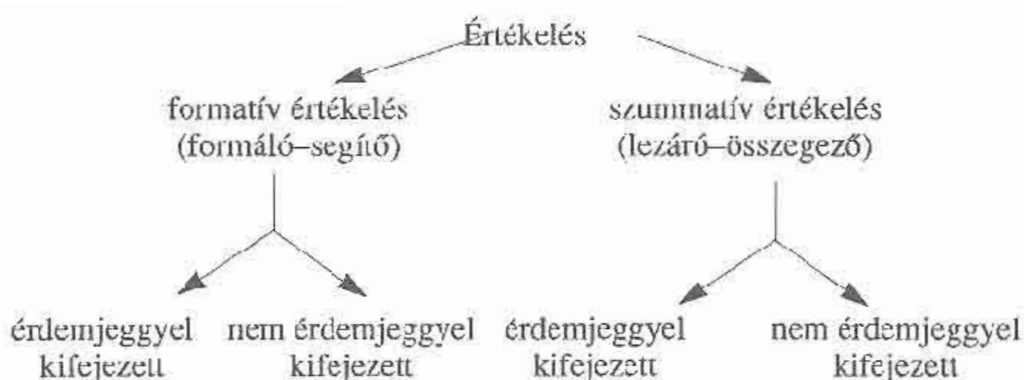 Értékelés
formatív értékelés
(formáló–segítő)
szummatív értékelés
(lezáró–összegező)
érdemjeggyel
kifejezett
nem érdemjeggyel
kifejezett
érdemjeggyel
kifejezett
nem érdemjeggyel
kifejezett